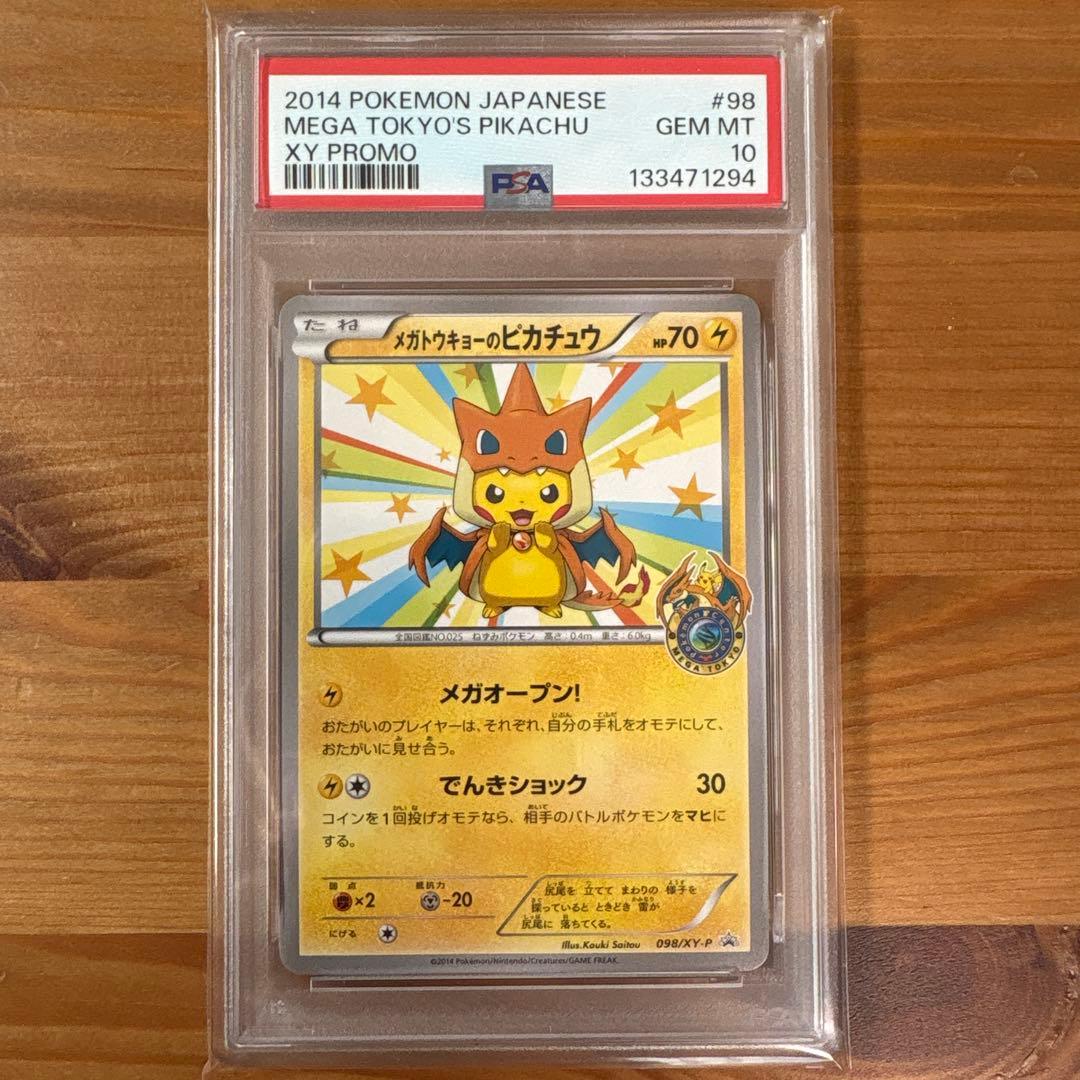 2014 POKEMON JAPANESE #98
MEGA TOKYO'S PIKACHU GEM MT
XY PROMO 10
PSA 133471294
たね メガトウキョーのピカチュウ HP70
全国図鑑NO.025 ねずみポケモン 高さ:0.4m 重さ:6.0kg
Pokémon Center
MEGA TOKYO
メガオープン!
おたがいのプレイヤーは、それぞれ、自分の手札をオモテにして、
おたがいに見せ合う。
でんきショック 30
コインを1回投げオモテなら、相手のバトルポケモンをマヒに
する。
弱点 抵抗力
×2 -20
にげる
尻尾を 立てて まわりの 様子を
探っていると ときどき 雷が
尻尾に 落ちてくる。
Illus.Kouki Saitou 098/XY-P
©2014 Pokémon/Nintendo/Creatures/GAME FREAK.